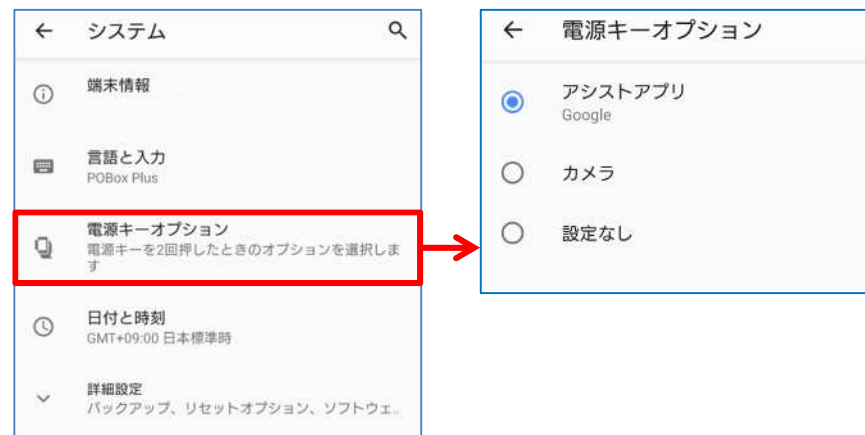 システム
端末情報
言語と入力
POBox Plus
電源キーオプション
電源キーを2回押したときのオプションを選択しま
す
日付と時刻
GMT+09:00 日本標準時
詳細設定
バックアップ、リセットオプション、ソフトウェ..
電源キーオプション
アシストアプリ
Google
カメラ
設定なし